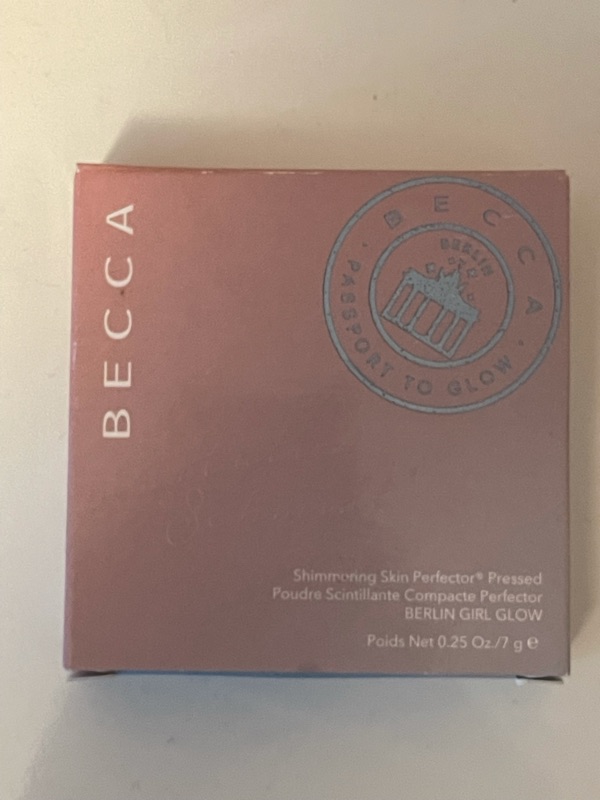 BECCA
BECCA
PASSPORT TO GLOW
BERLIN
Shimmering Skin Perfector® Pressed
Poudre Scintillante Compacte Perfector
BERLIN GIRL GLOW
Poids Net 0.25 Oz./7 g ℮